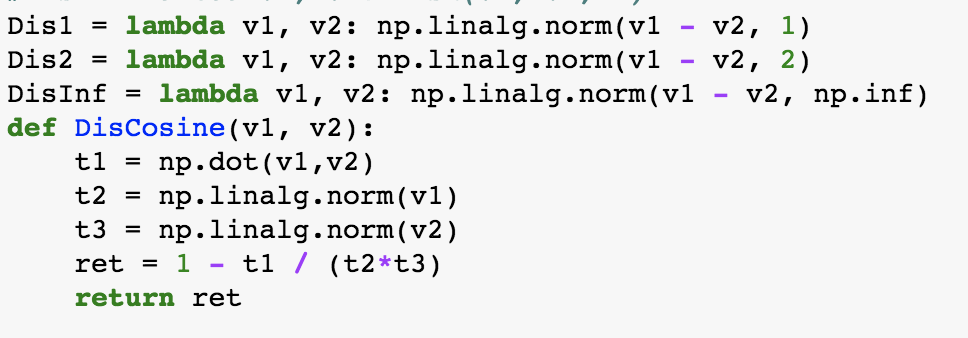 Dis1 = lambda v1, v2: np.linalg.norm(v1 - v2, 1)
Dis2 = lambda v1, v2: np.linalg.norm(v1 - v2, 2)
DisInf = lambda v1, v2: np.linalg.norm(v1 - v2, np.inf)
def DisCosine(v1, v2):
    t1 = np.dot(v1,v2)
    t2 = np.linalg.norm(v1)
    t3 = np.linalg.norm(v2)
    ret = 1 - t1 / (t2*t3)
    return ret